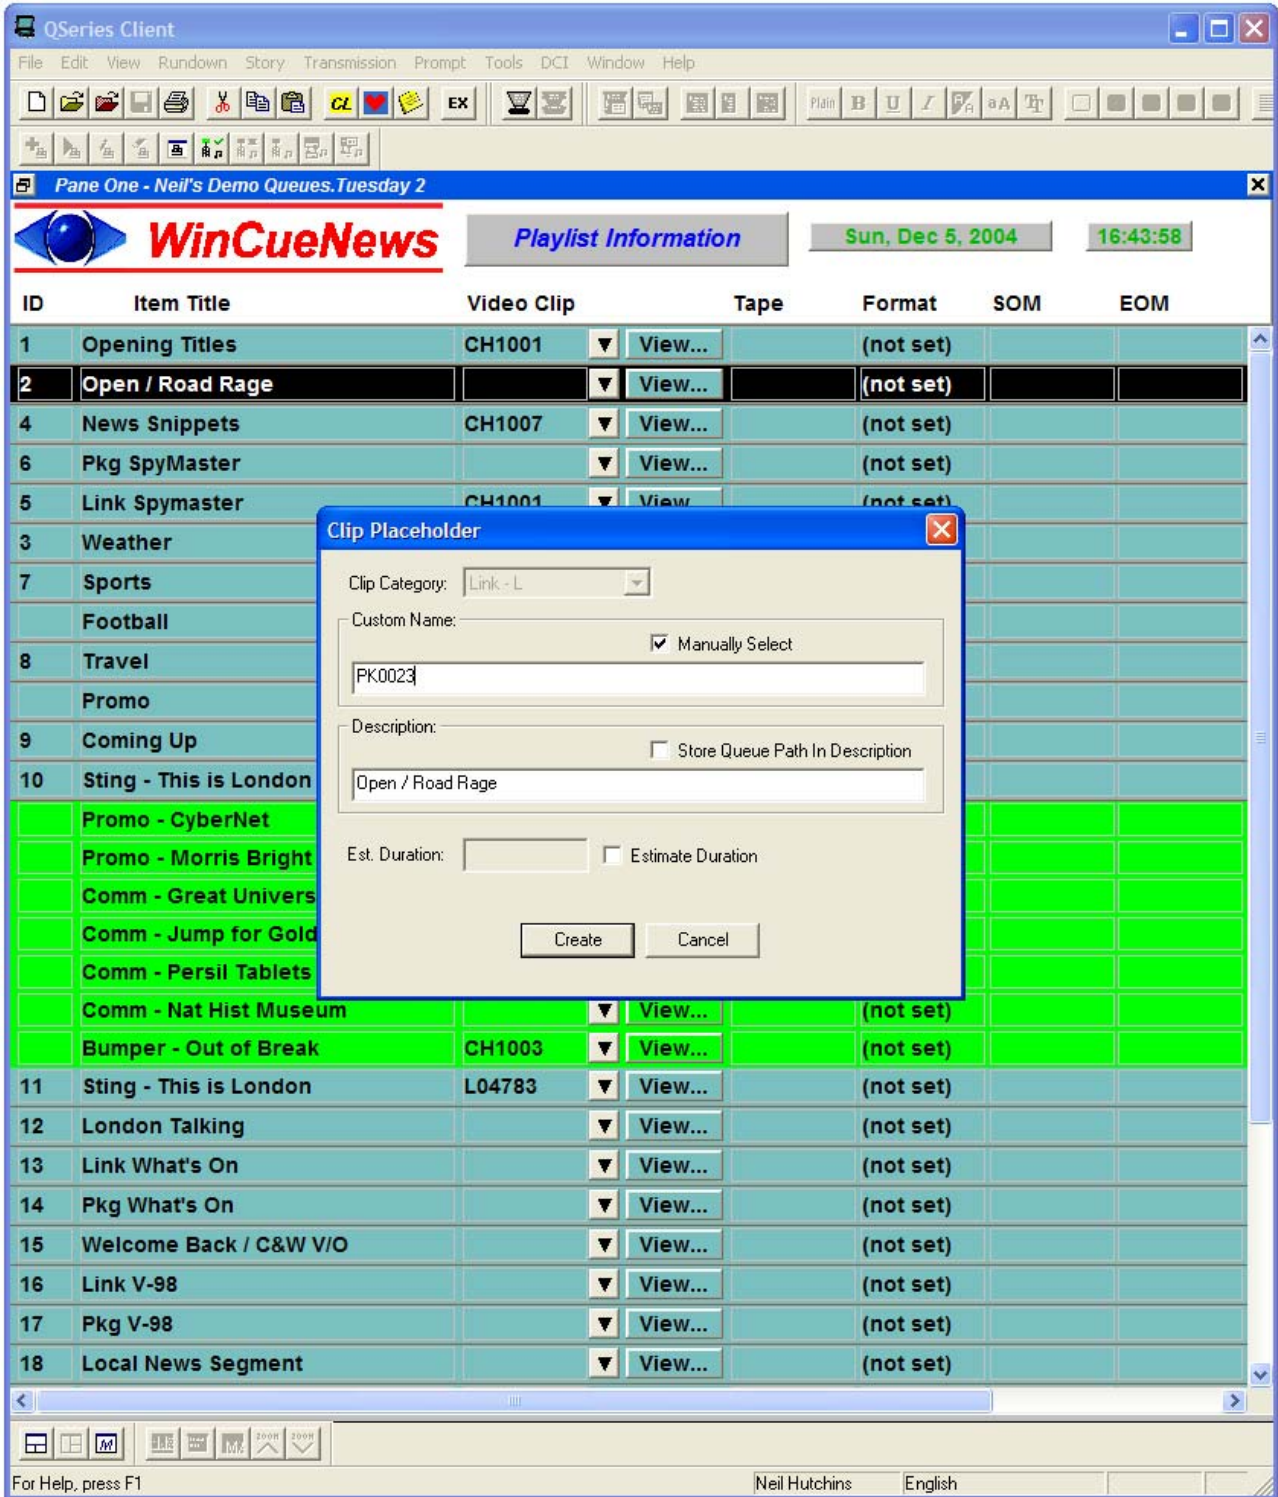 QSeries Client
File Edit View Rundown Story Transmission Prompt Tools DCI Window Help
CL EX Plain B U I aA
Pane One - Neil's Demo Queues.Tuesday 2
WinCueNews Playlist Information Sun, Dec 5, 2004 16:43:58
ID Item Title Video Clip Tape Format SOM EOM
1 Opening Titles CH1001 View... (not set)
2 Open / Road Rage View... (not set)
4 News Snippets CH1007 View... (not set)
6 Pkg SpyMaster View... (not set)
5 Link Spymaster CH1001 View... (not set)
3 Weather
7 Sports
Football
8 Travel
Promo
9 Coming Up
10 Sting - This is London
Promo - CyberNet
Promo - Morris Bright
Comm - Great Univers
Comm - Jump for Gold
Comm - Persil Tablets
Comm - Nat Hist Museum View... (not set)
Bumper - Out of Break CH1003 View... (not set)
11 Sting - This is London L04783 View... (not set)
12 London Talking View... (not set)
13 Link What's On View... (not set)
14 Pkg What's On View... (not set)
15 Welcome Back / C&W V/O View... (not set)
16 Link V-98 View... (not set)
17 Pkg V-98 View... (not set)
18 Local News Segment View... (not set)
Clip Placeholder
Clip Category: Link - L
Custom Name:
Manually Select
PK0023
Description:
Store Queue Path In Description
Open / Road Rage
Est. Duration: Estimate Duration
Create Cancel
M ZOOM ZOOM
For Help, press F1 Neil Hutchins English